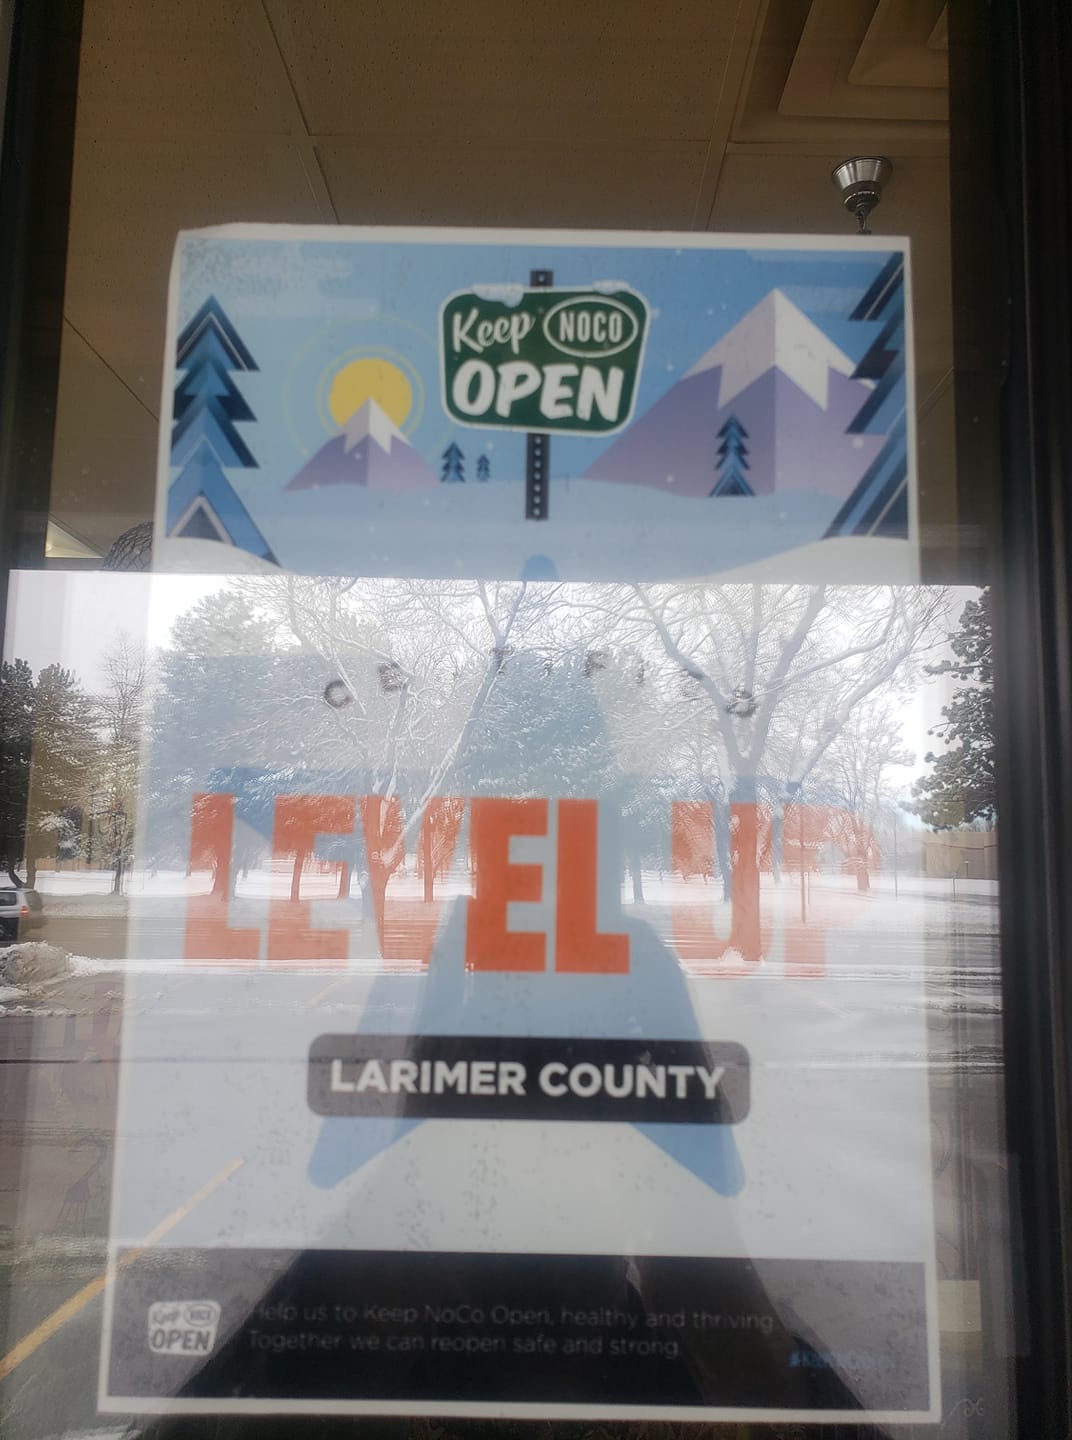 Keep NOCO
OPEN
CERTIFIED
LEVEL UP
LARIMER COUNTY
Keep NOCO
OPEN
Help us to Keep NoCo Open, healthy and thriving
Together we can reopen safe and strong